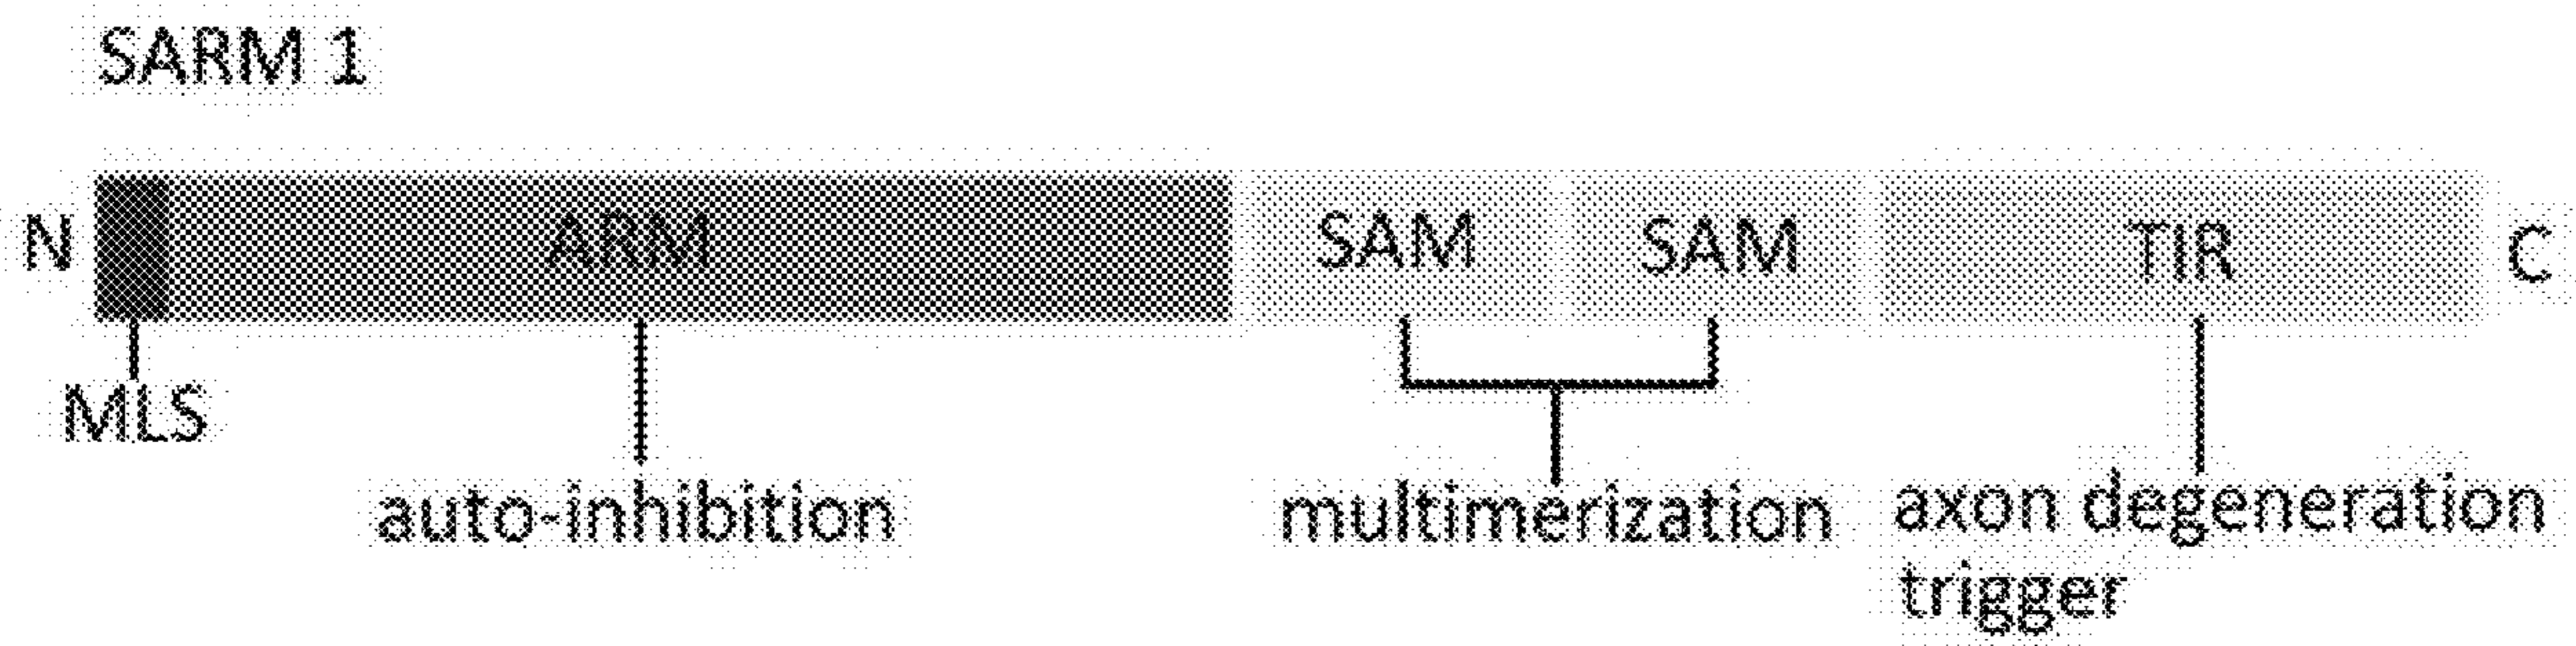 SARM 1
N
ARM
SAM
SAM
TIR
C
MLS
auto-inhibition
multimerization
axon degeneration
trigger